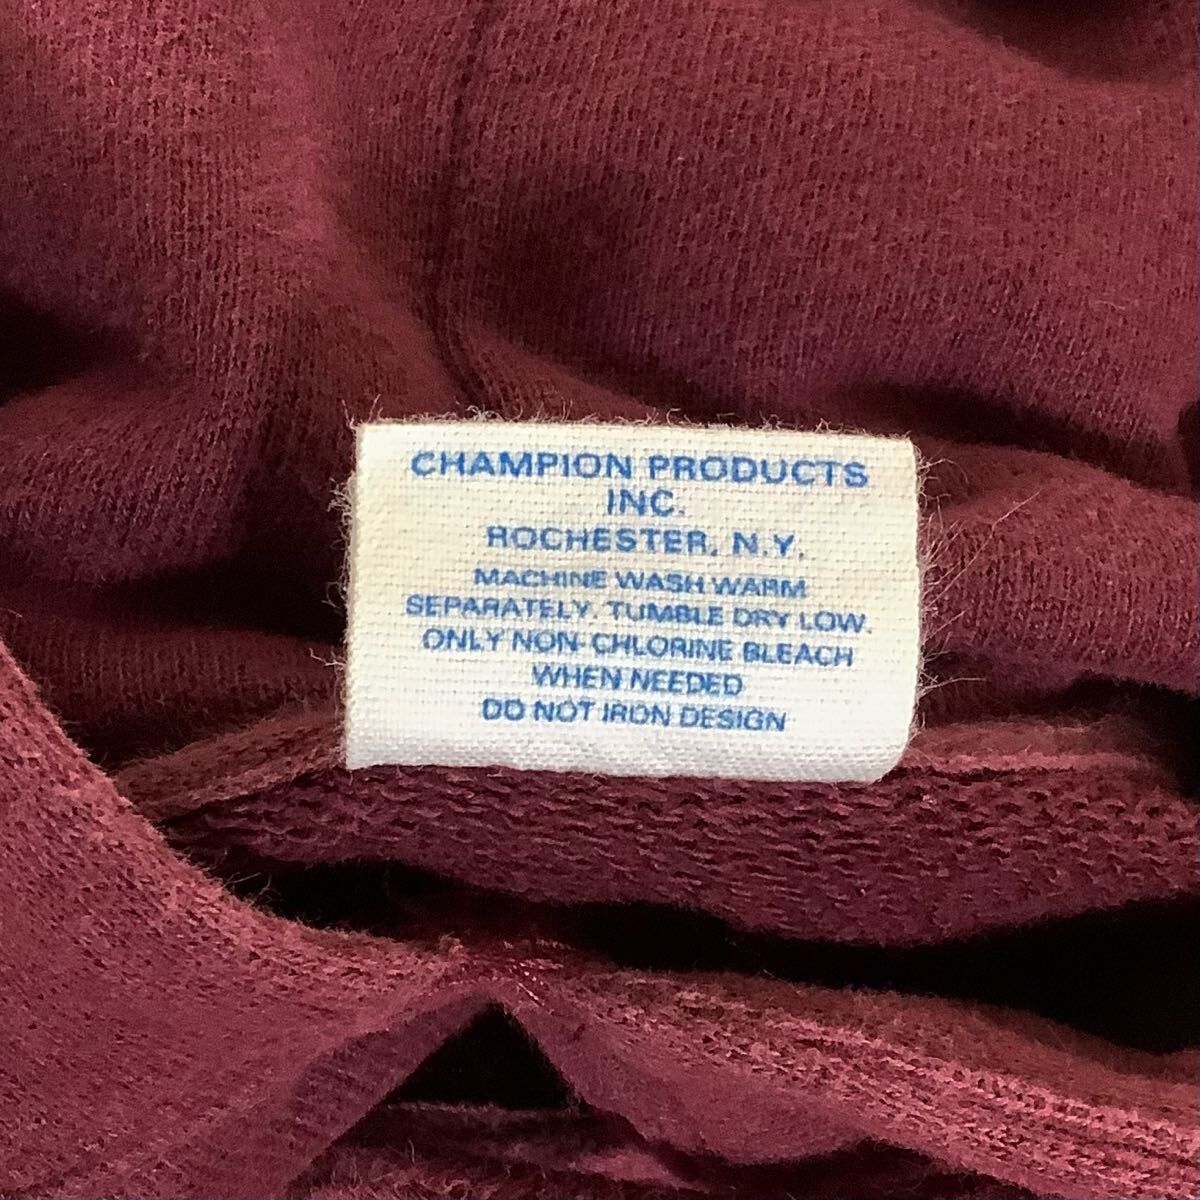 CHAMPION PRODUCTS
INC.
ROCHESTER, N.Y.
MACHINE WASH WARM
SEPARATELY. TUMBLE DRY LOW.
ONLY NON-CHLORINE BLEACH
WHEN NEEDED
DO NOT IRON DESIGN